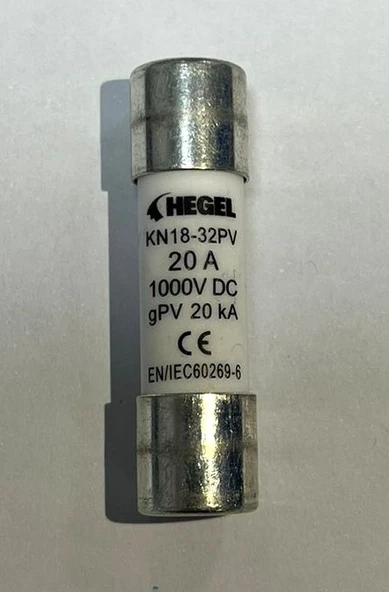 HEGEL
KN18-32PV
20 A
1000V DC
gPV 20 kA
CE
EN/IEC60269-6